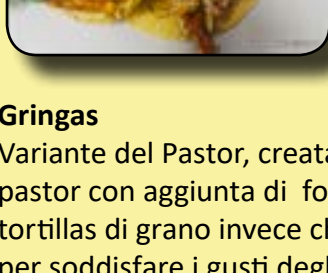 Gringas
Variante del Pastor, creata
pastor con aggiunta di fo
tortillas di grano invece ch
per soddisfare i gusti degl